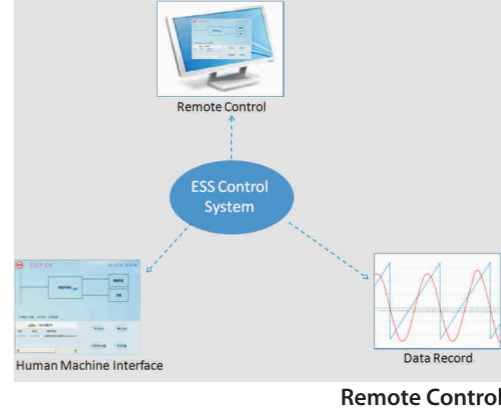 Remote Control
ESS Control
System
Human Machine Interface
Data Record
Remote Control